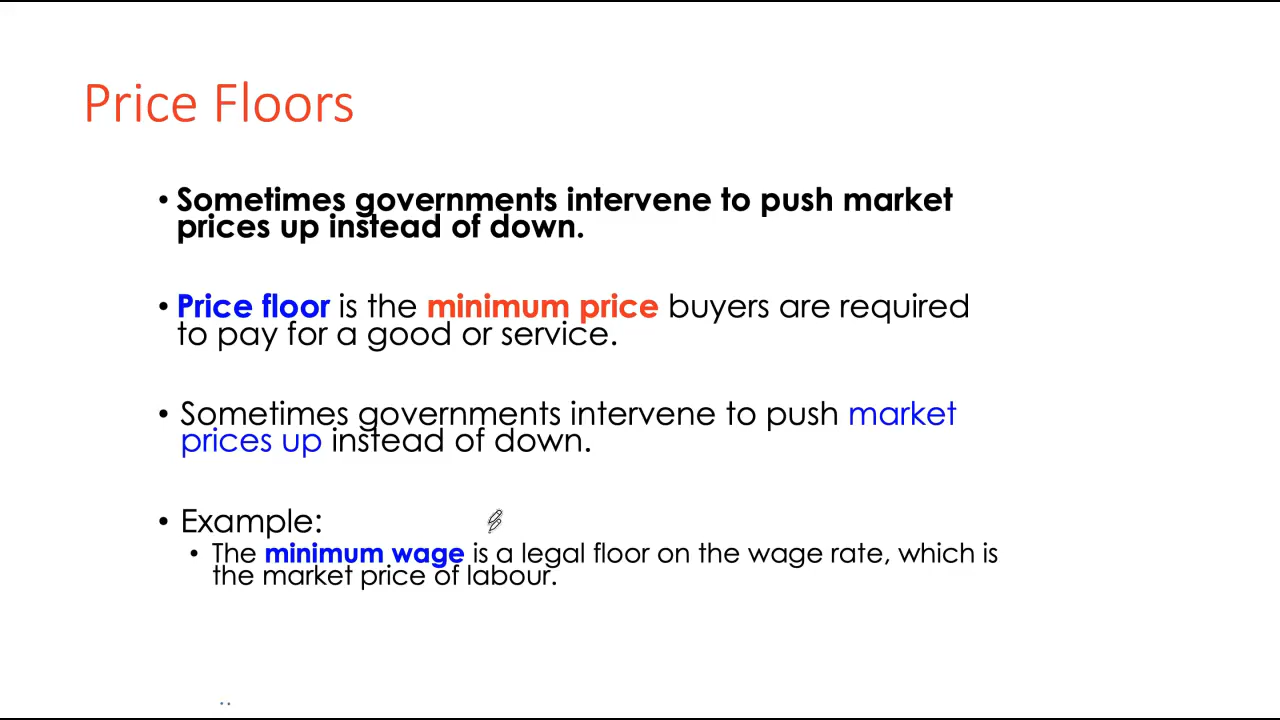 Price Floors
• Sometimes governments intervene to push market
prices up instead of down.
• Price floor is the minimum price buyers are required
to pay for a good or service.
• Sometimes governments intervene to push market
prices up instead of down.
• Example:
• The minimum wage is a legal floor on the wage rate, which is
the market price of labour.
..